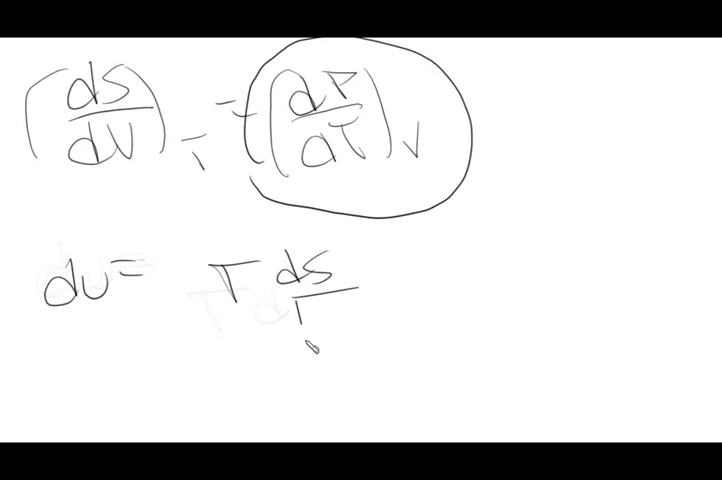 (dS/dV)_T = (dP/dT)_V
du = T dS/